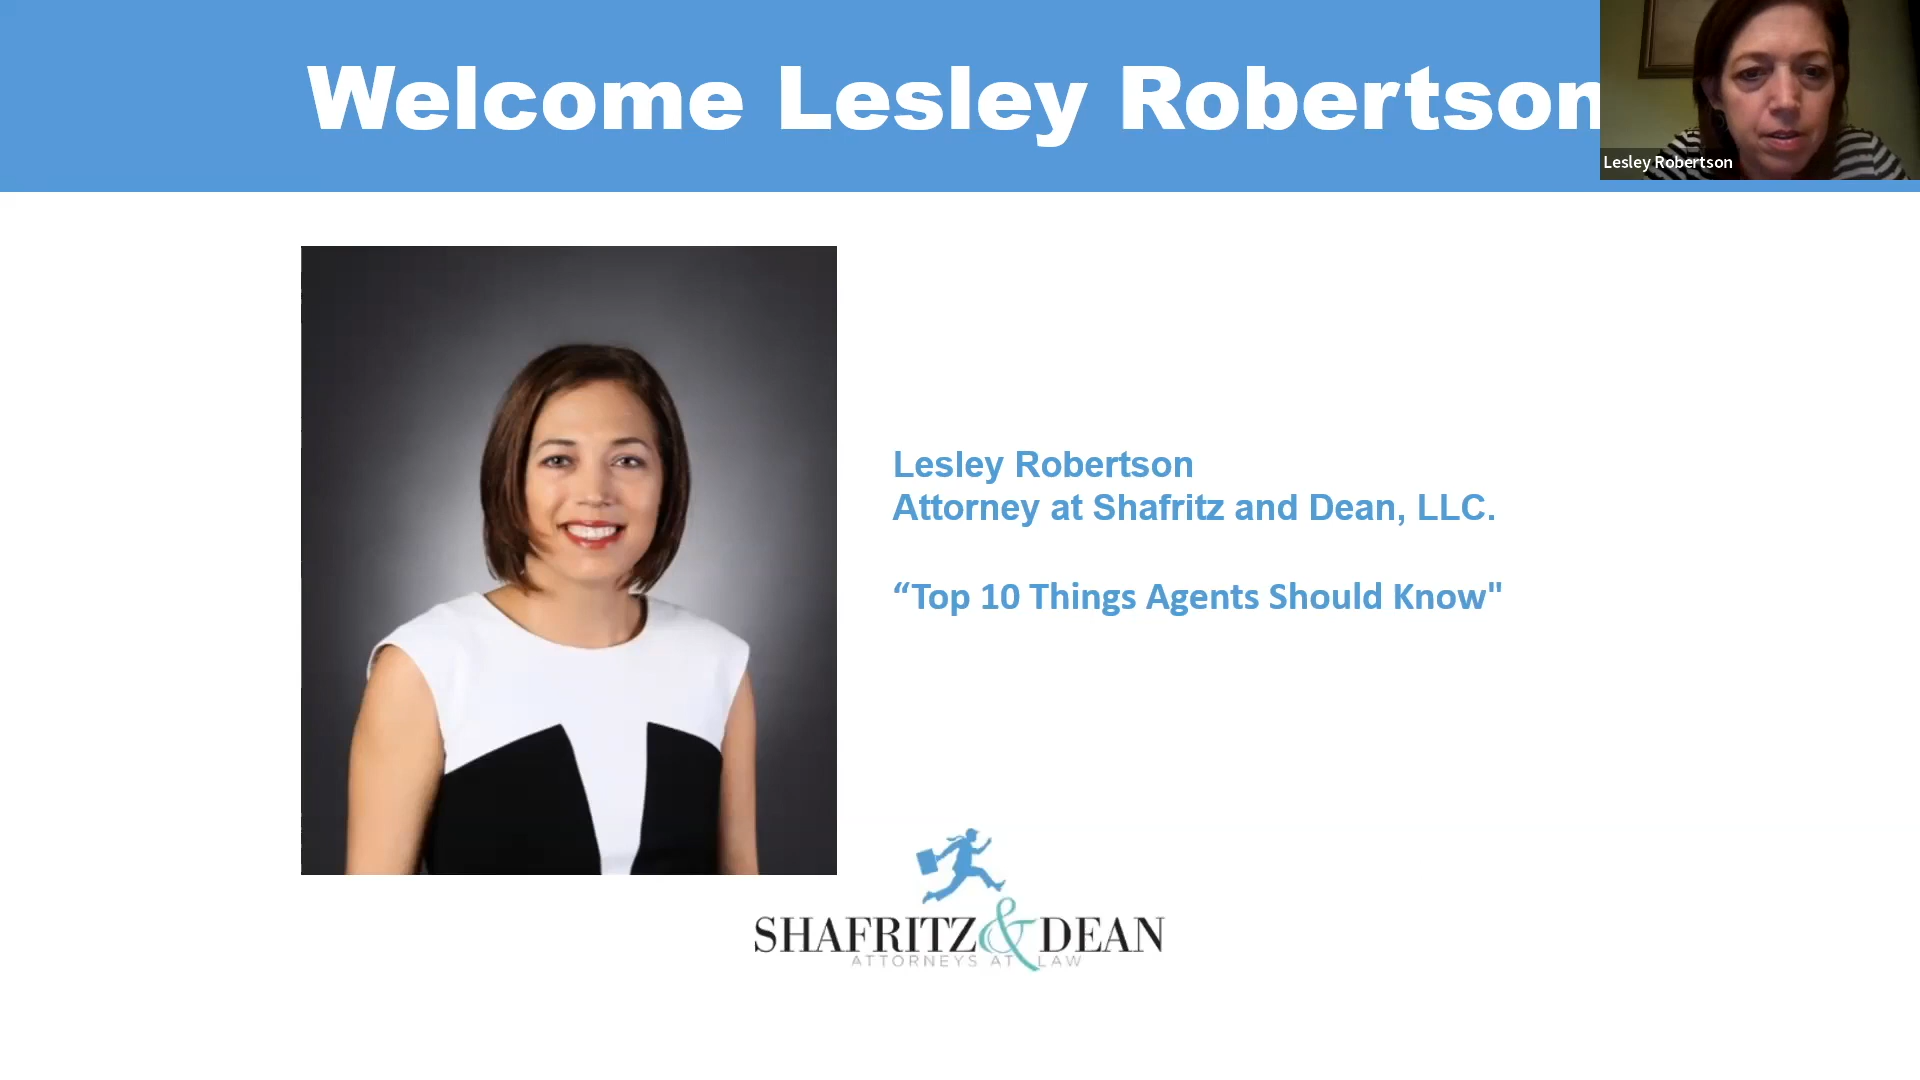 Welcome Lesley Robertson
Lesley Robertson
Lesley Robertson
Attorney at Shafritz and Dean, LLC.
“Top 10 Things Agents Should Know"
SHAFRITZ & DEAN
ATTORNEYS AT LAW